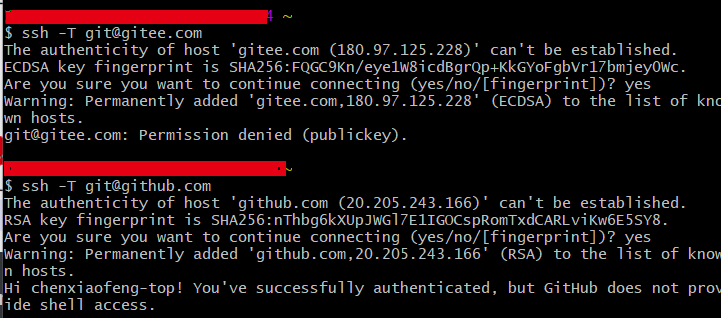 4 ~
$ ssh -T git@gitee.com
The authenticity of host 'gitee.com (180.97.125.228)' can't be established.
ECDSA key fingerprint is SHA256:FQGC9Kn/eye1W8icdBgrQp+KkGYoFgbVr17bmjey0Wc.
Are you sure you want to continue connecting (yes/no/[fingerprint])? yes
Warning: Permanently added 'gitee.com,180.97.125.228' (ECDSA) to the list of kno
wn hosts.
git@gitee.com: Permission denied (publickey).
~
$ ssh -T git@github.com
The authenticity of host 'github.com (20.205.243.166)' can't be established.
RSA key fingerprint is SHA256:nThbg6kXUpJWGl7E1IGOCspRomTxdCARLviKw6E5SY8.
Are you sure you want to continue connecting (yes/no/[fingerprint])? yes
Warning: Permanently added 'github.com,20.205.243.166' (RSA) to the list of know
n hosts.
Hi chenxiaofeng-top! You've successfully authenticated, but GitHub does not prov
ide shell access.